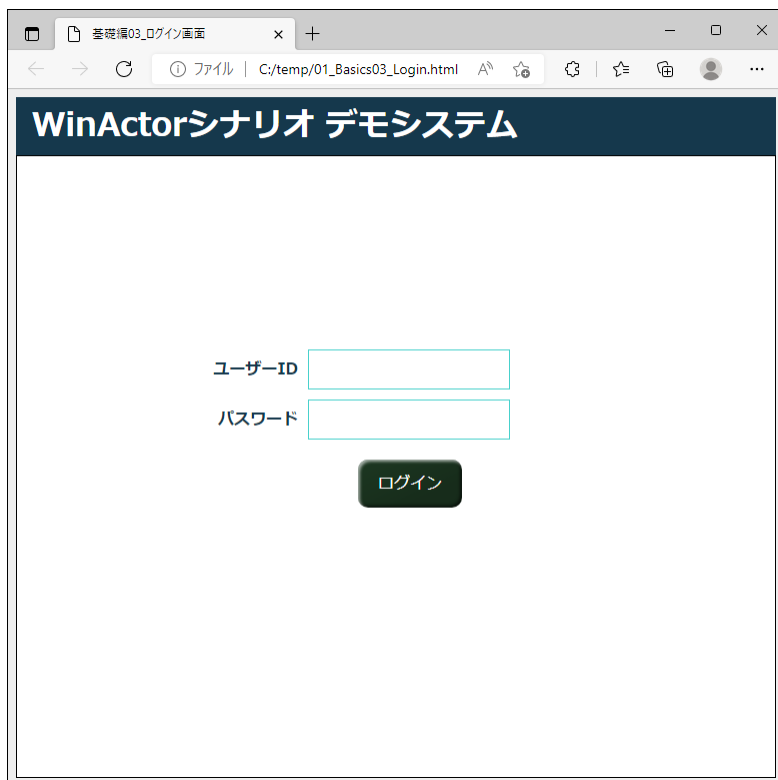 基礎編03_ログイン画面
ファイル C:/temp/01_Basics03_Login.html
WinActorシナリオ デモシステム
ユーザーID
パスワード
ログイン